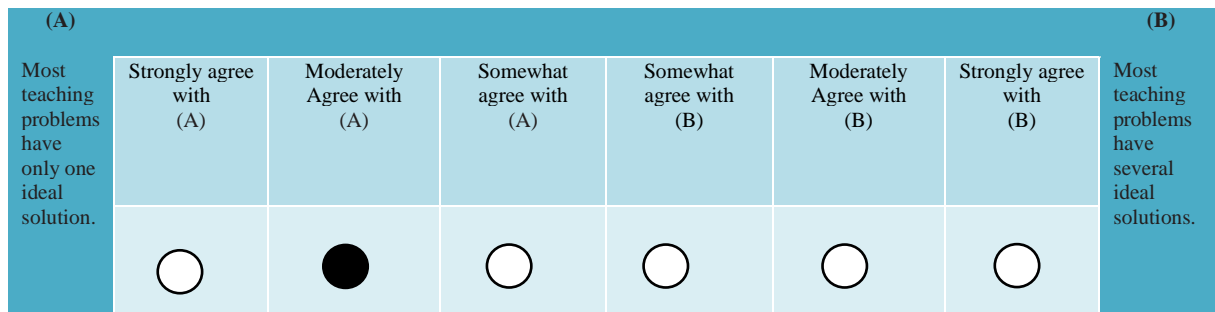 (A)
(B)
Most
teaching
problems
have
only one
ideal
solution.
Strongly agree
with
(A)
Moderately
Agree with
(A)
Somewhat
agree with
(A)
Somewhat
agree with
(B)
Moderately
Agree with
(B)
Strongly agree
with
(B)
Most
teaching
problems
have
several
ideal
solutions.